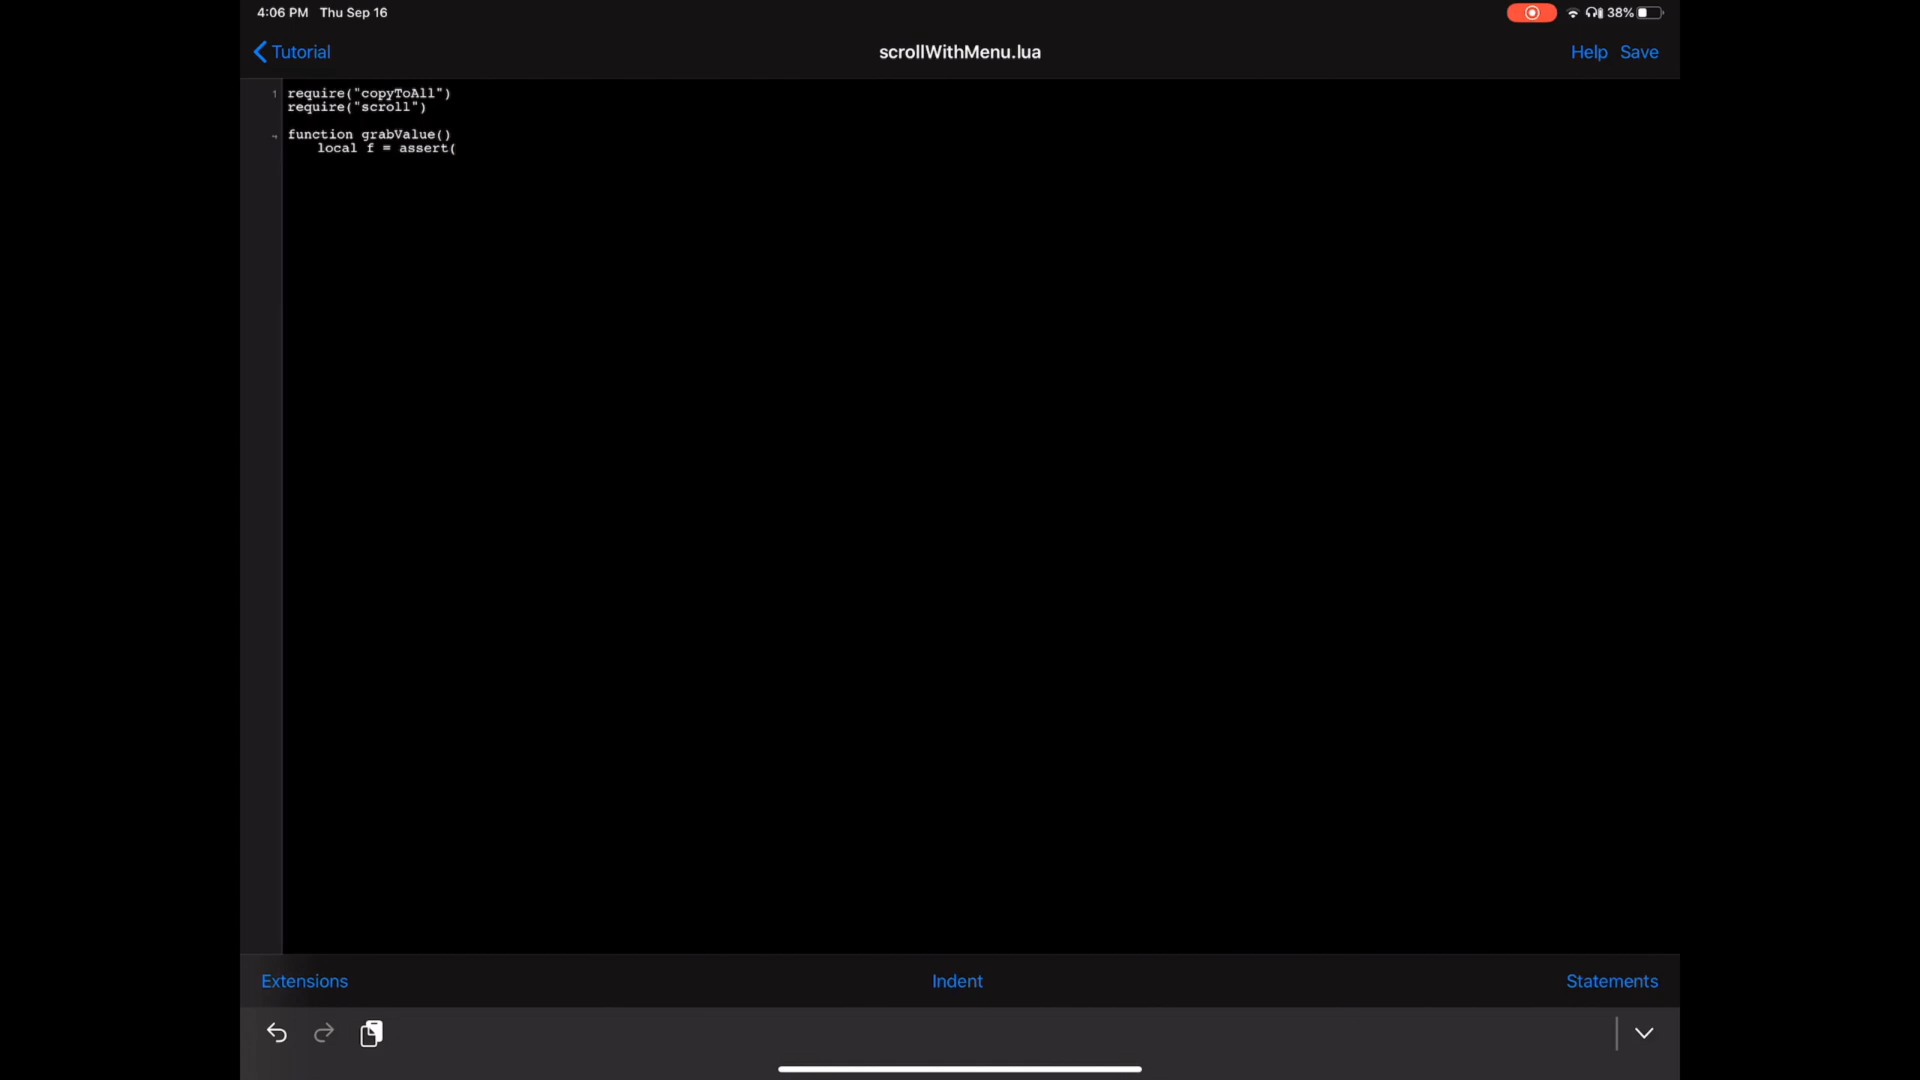 4:06 PM Thu Sep 16
38%
Tutorial
scrollWithMenu.lua
Help Save
1 require("copyToAll")
require("scroll")
function grabValue()
local f = assert(
Extensions
Indent
Statements